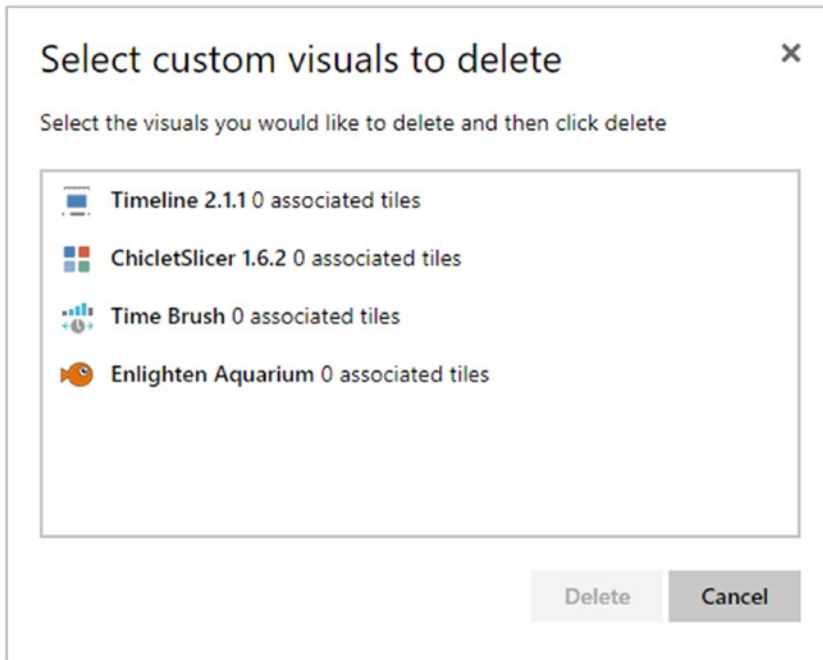 Select custom visuals to delete
Select the visuals you would like to delete and then click delete
Timeline 2.1.1 0 associated tiles
ChicletSlicer 1.6.2 0 associated tiles
Time Brush 0 associated tiles
Enlighten Aquarium 0 associated tiles
Delete Cancel